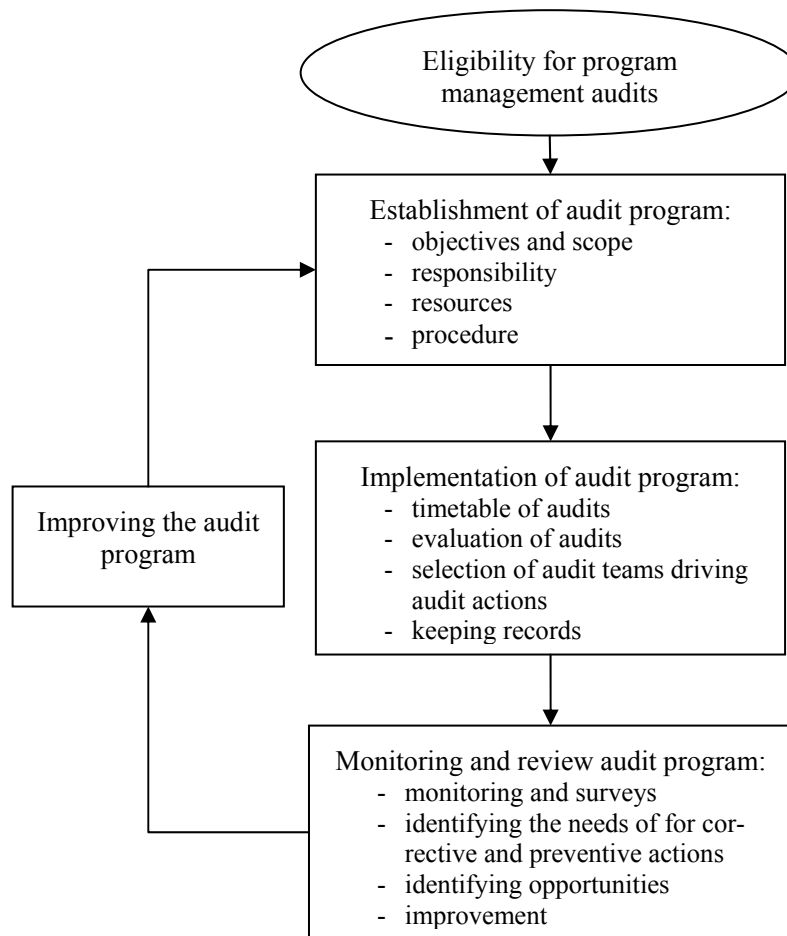 Eligibility for program
management audits
Establishment of audit program:
- objectives and scope
- responsibility
- resources
- procedure
Implementation of audit program:
- timetable of audits
- evaluation of audits
- selection of audit teams driving
audit actions
- keeping records
Improving the audit
program
Monitoring and review audit program:
- monitoring and surveys
- identifying the needs of for cor-
rective and preventive actions
- identifying opportunities
- improvement